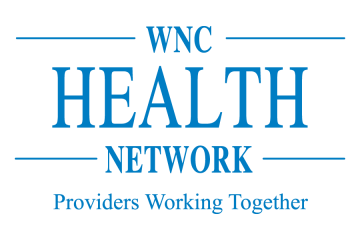 WNC
HEALTH
NETWORK
Providers Working Together